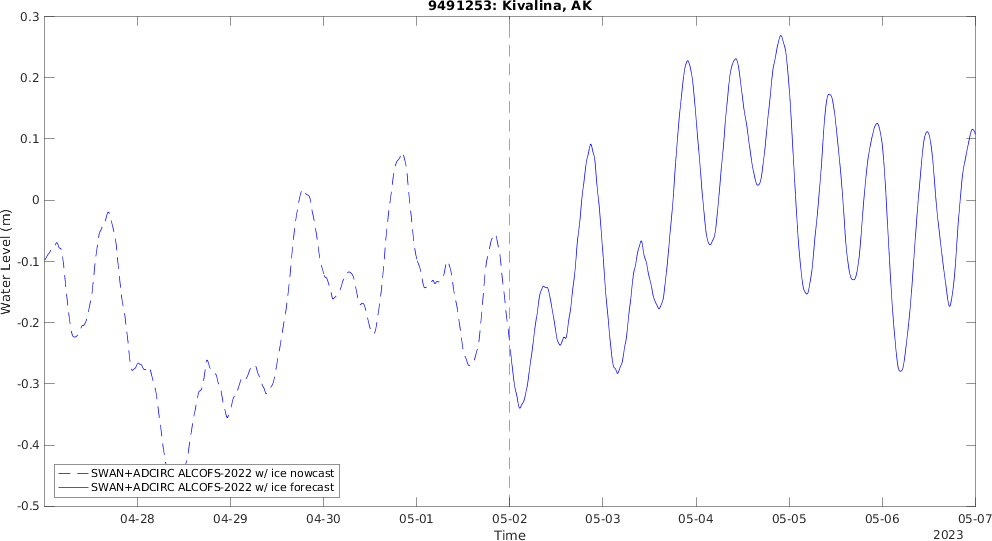 9491253: Kivalina, AK
0.3
0.2
0.1
0
-0.1
-0.2
-0.3
-0.4
-0.5
Water Level (m)
SWAN+ADCIRC ALCOFS-2022 w/ ice nowcast
SWAN+ADCIRC ALCOFS-2022 w/ ice forecast
04-28 04-29 04-30 05-01 05-02 05-03 05-04 05-05 05-06 05-07
Time
2023